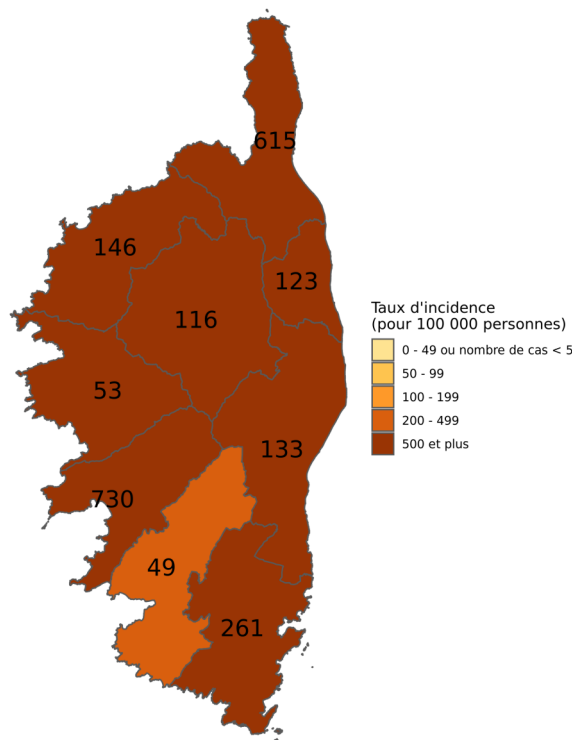 615
146
123
116
53
133
730
49
261
Taux d'incidence
(pour 100 000 personnes)
0 - 49 ou nombre de cas < 5
50 - 99
100 - 199
200 - 499
500 et plus